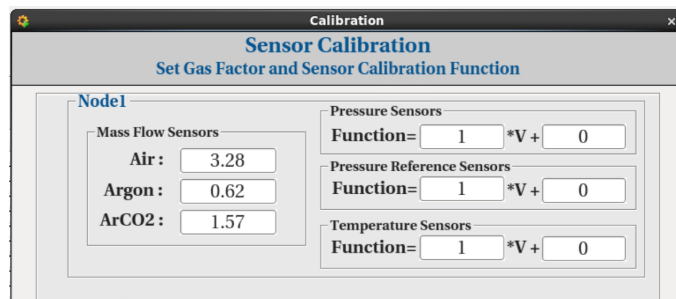 Calibration
×
Sensor Calibration
Set Gas Factor and Sensor Calibration Function
Node1
Mass Flow Sensors
Air : 3.28
Argon : 0.62
ArCO2 : 1.57
Pressure Sensors
Function= 1 *V + 0
Pressure Reference Sensors
Function= 1 *V + 0
Temperature Sensors
Function= 1 *V + 0